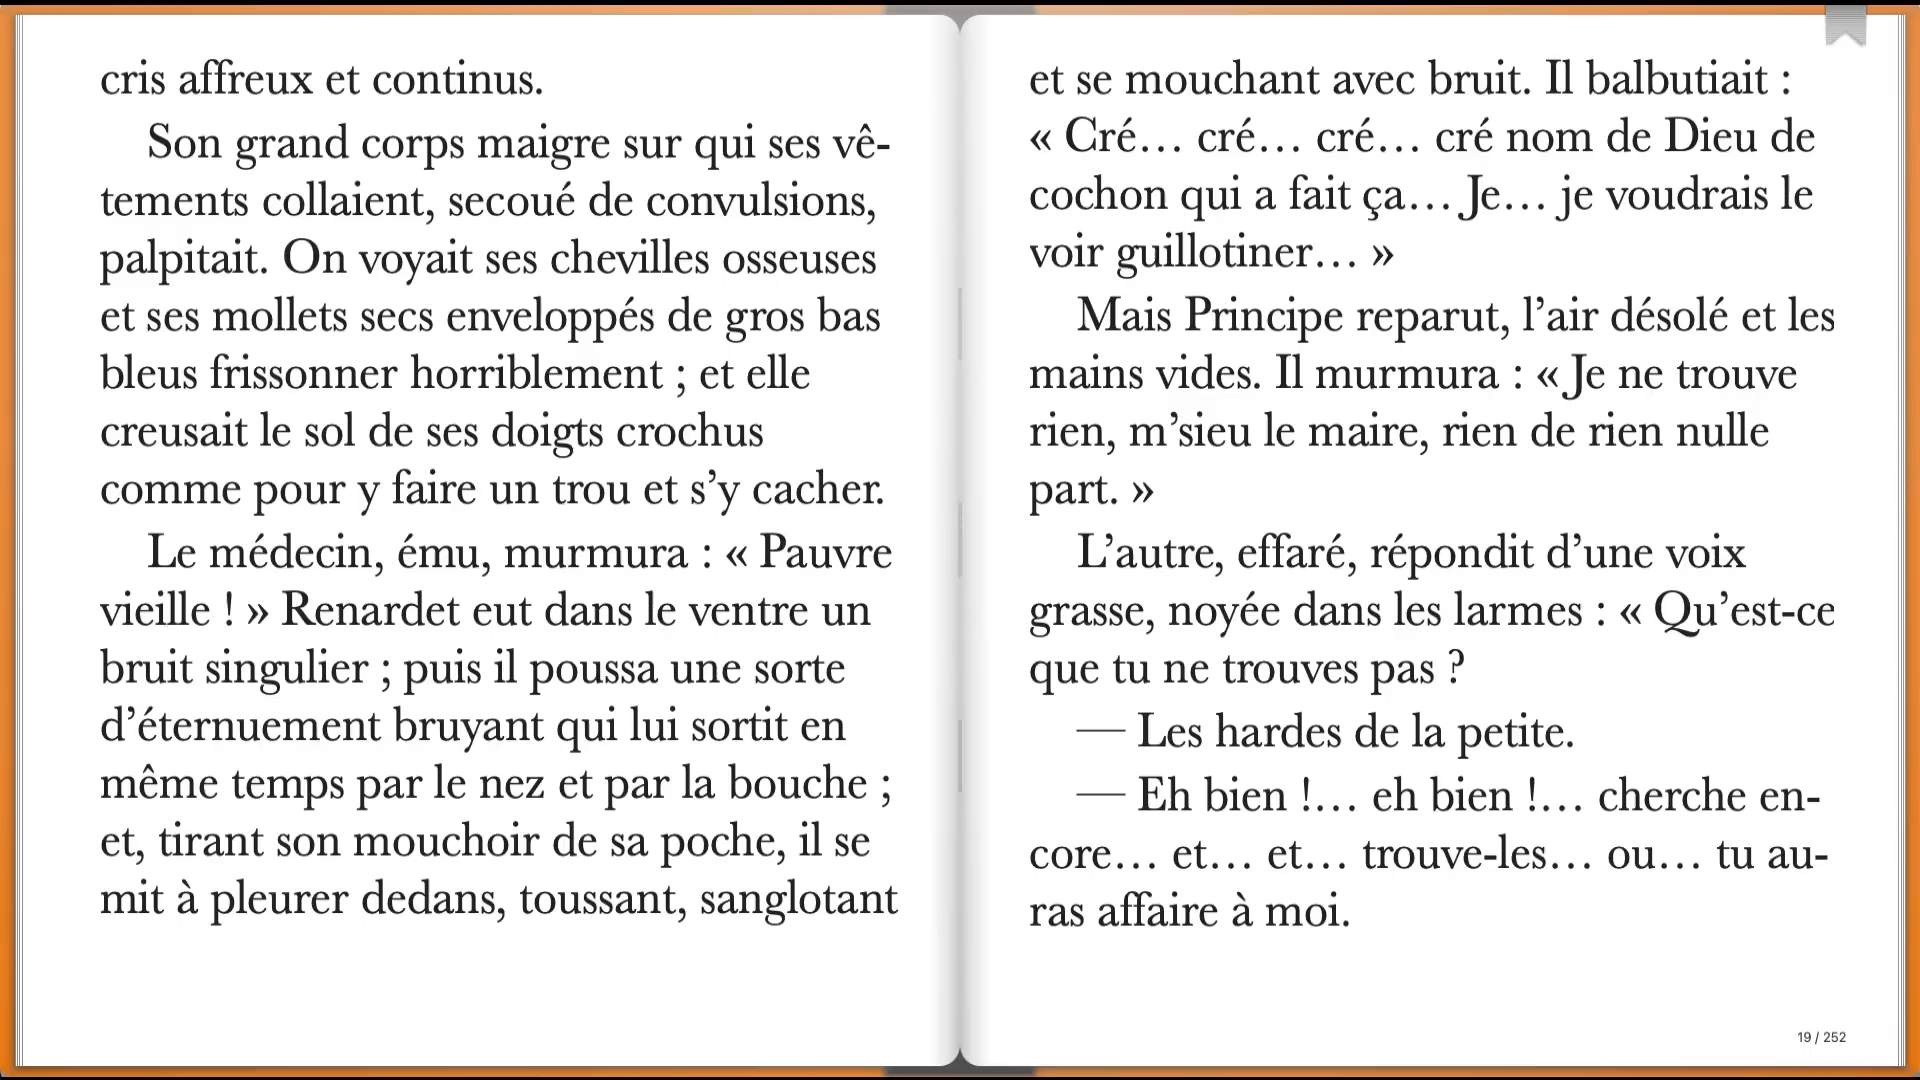 cris affreux et continus.
Son grand corps maigre sur qui ses vê-
tements collaient, secoué de convulsions,
palpitait. On voyait ses chevilles osseuses
et ses mollets secs enveloppés de gros bas
bleus frissonner horriblement ; et elle
creusait le sol de ses doigts crochus
comme pour y faire un trou et s’y cacher.
Le médecin, ému, murmura : « Pauvre
vieille ! » Renardet eut dans le ventre un
bruit singulier ; puis il poussa une sorte
d’éternuement bruyant qui lui sortit en
même temps par le nez et par la bouche ;
et, tirant son mouchoir de sa poche, il se
mit à pleurer dedans, toussant, sanglotant
et se mouchant avec bruit. Il balbutiait :
« Cré… cré… cré… cré nom de Dieu de
cochon qui a fait ça… Je… je voudrais le
voir guillotiner… »
Mais Principe reparut, l’air désolé et les
mains vides. Il murmura : « Je ne trouve
rien, m’sieu le maire, rien de rien nulle
part. »
L’autre, effaré, répondit d’une voix
grasse, noyée dans les larmes : « Qu’est-ce
que tu ne trouves pas ?
— Les hardes de la petite.
— Eh bien !… eh bien !… cherche en-
core… et… et… trouve-les… ou… tu au-
ras affaire à moi.
19 / 252